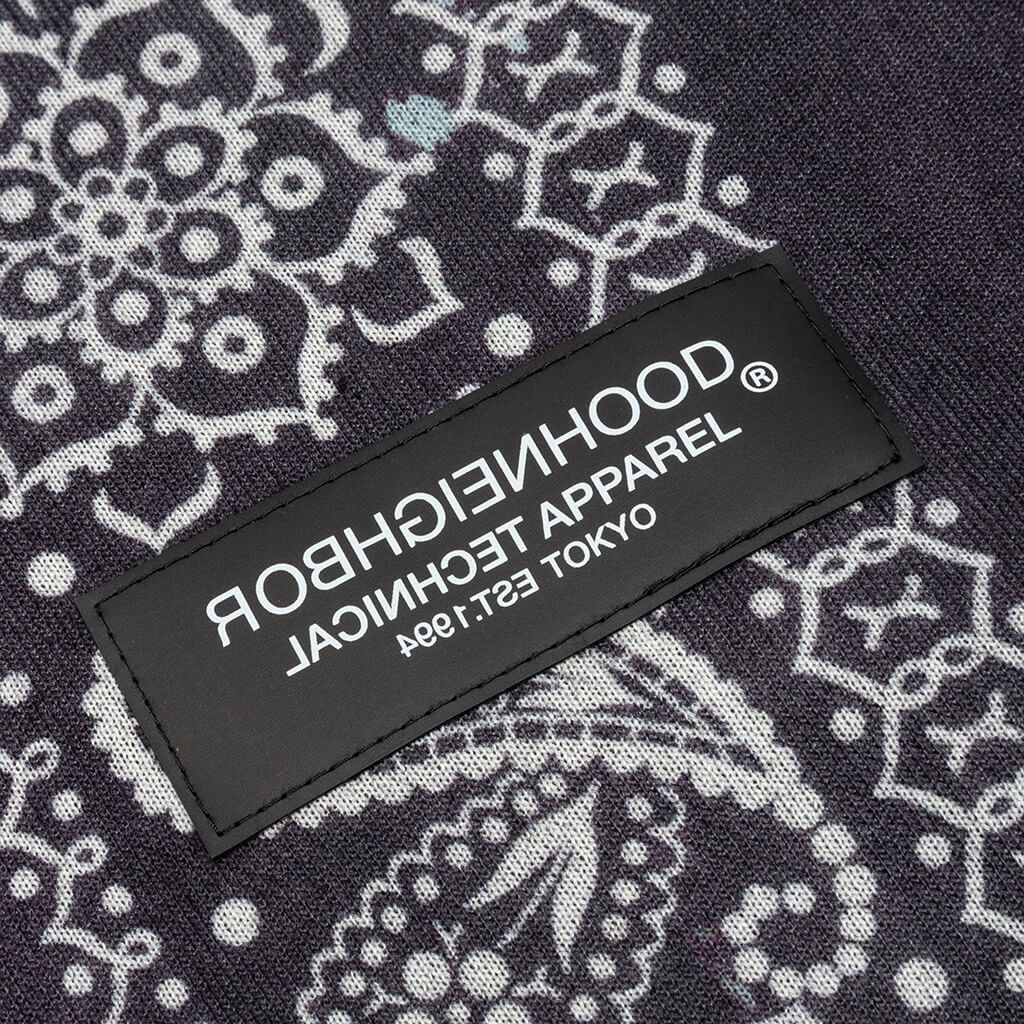 NEIGHBORHOOD®
TECHNICAL APPAREL
EST.1994 TOKYO